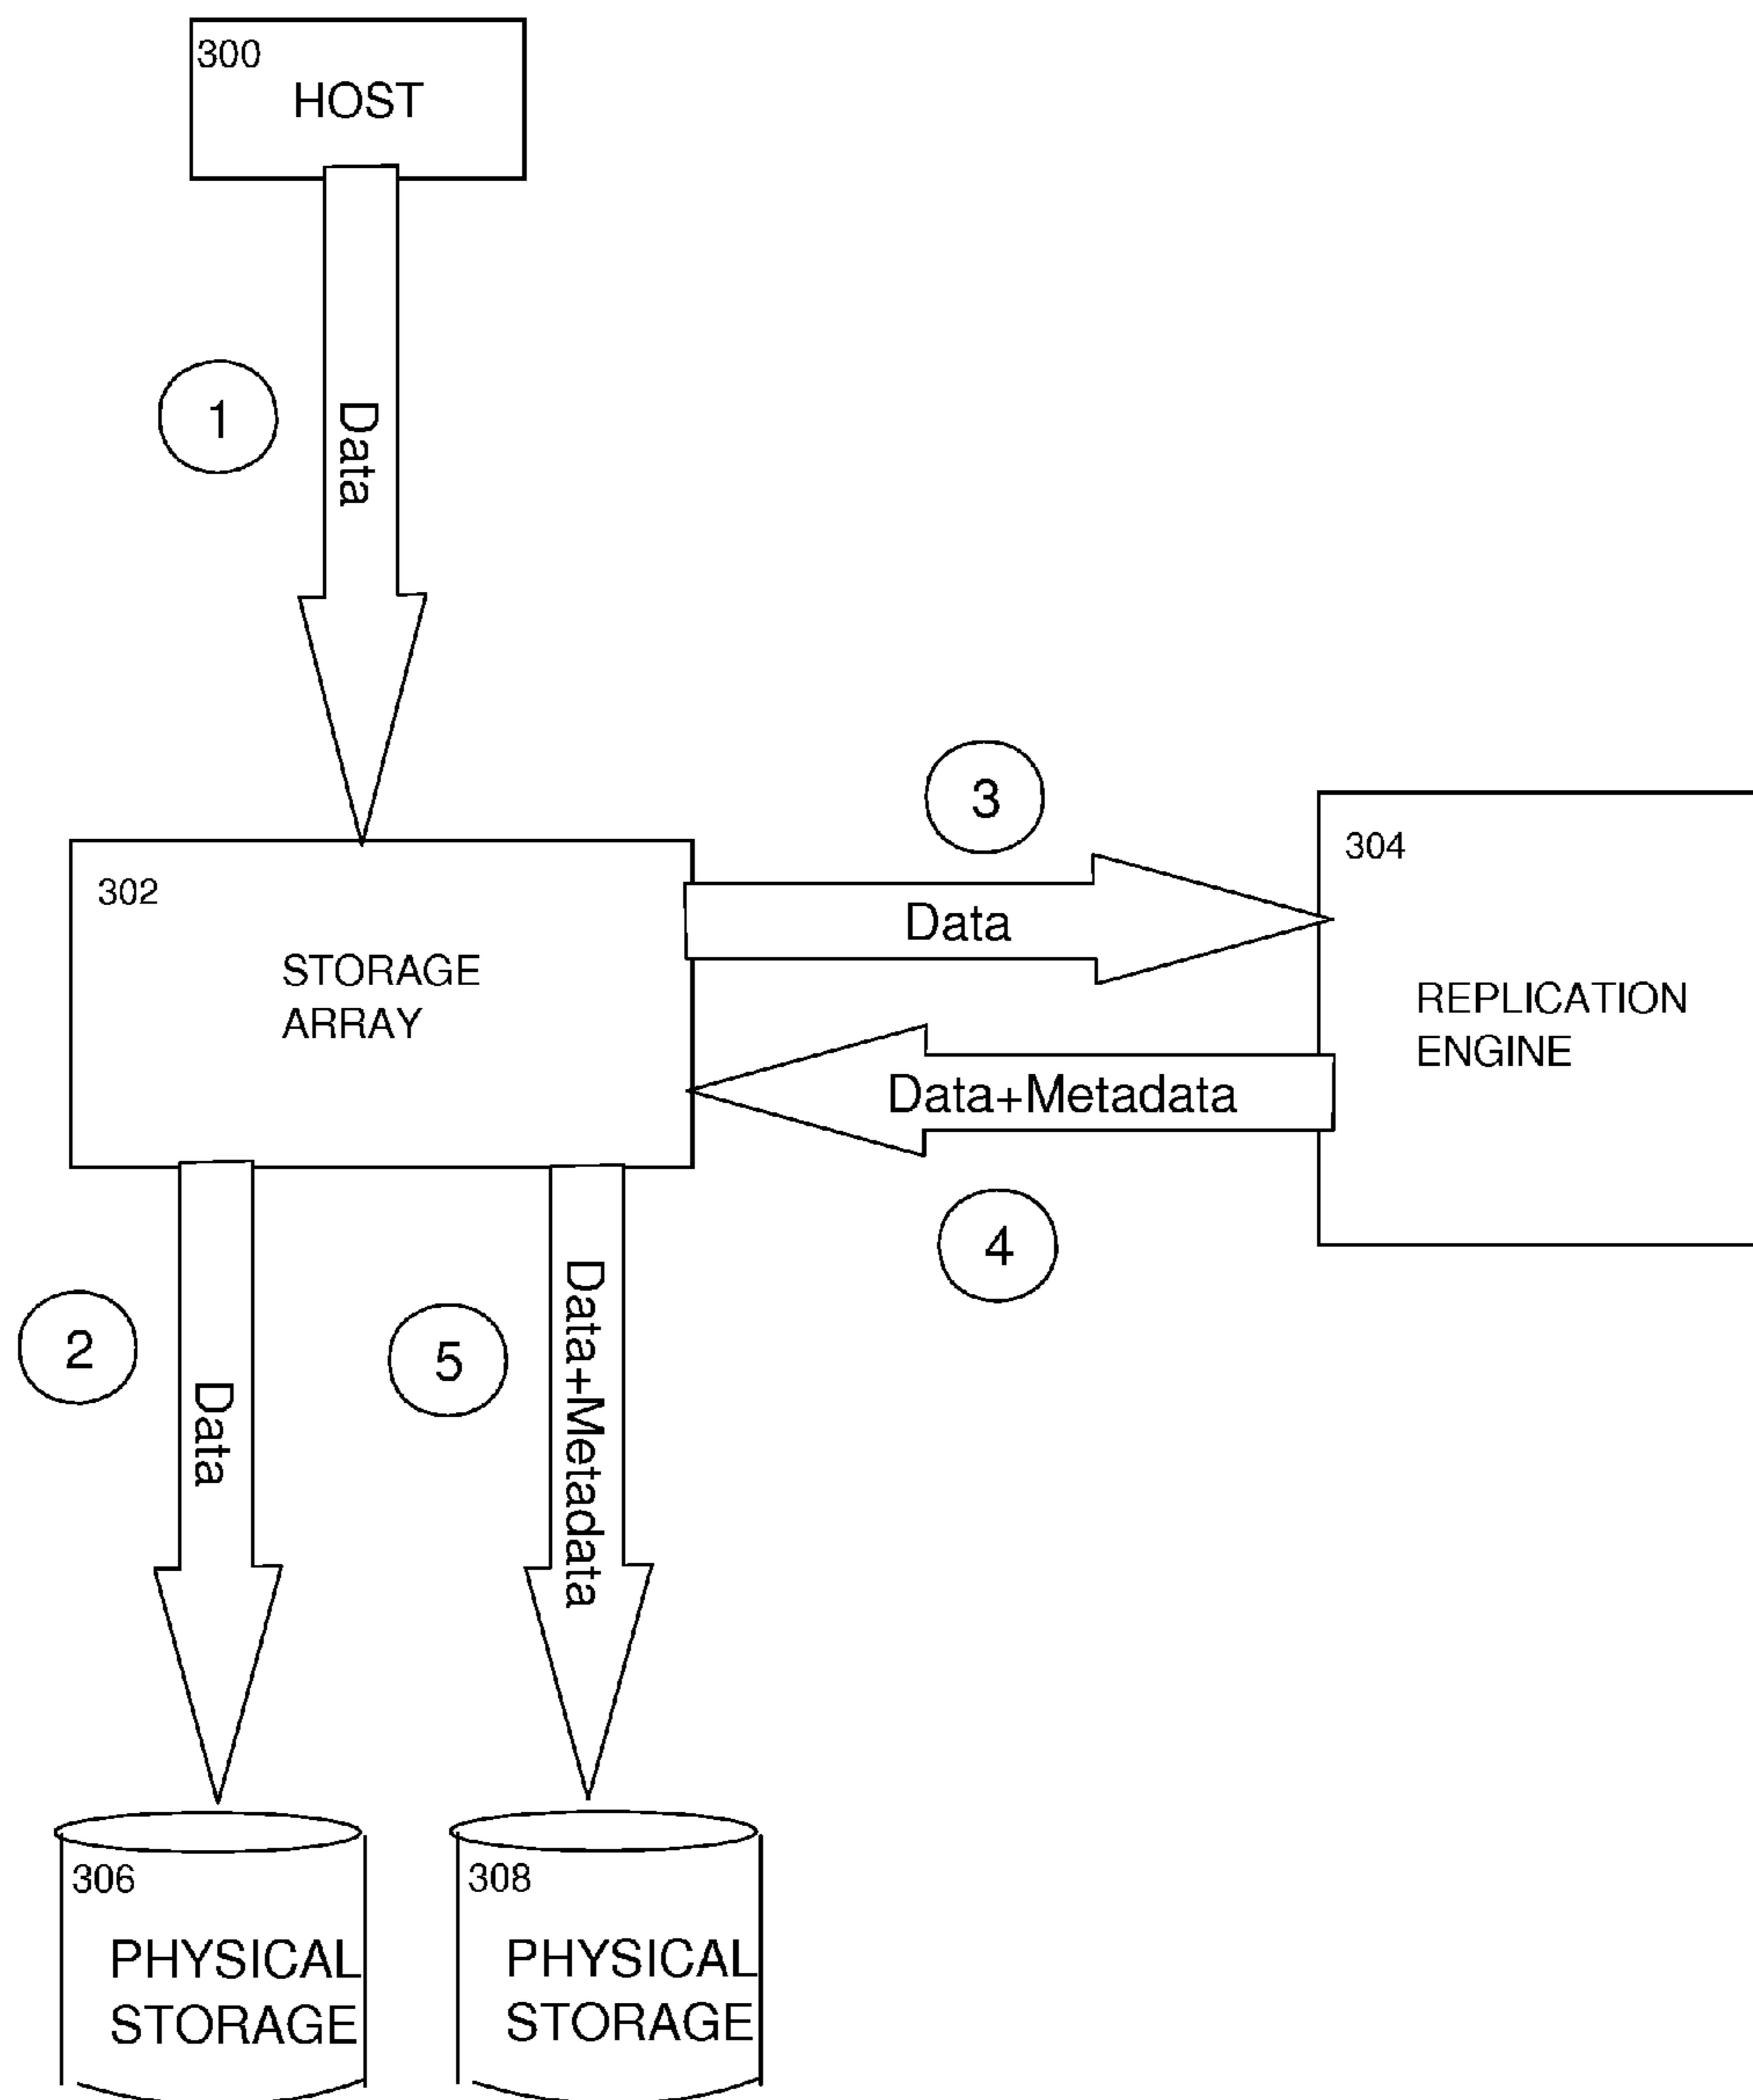 300
HOST
1
Data
3
304
302
Data
STORAGE
ARRAY
REPLICATION
ENGINE
Data+Metadata
4
2
5
Data
Data+Metadata
306
PHYSICAL
STORAGE
308
PHYSICAL
STORAGE